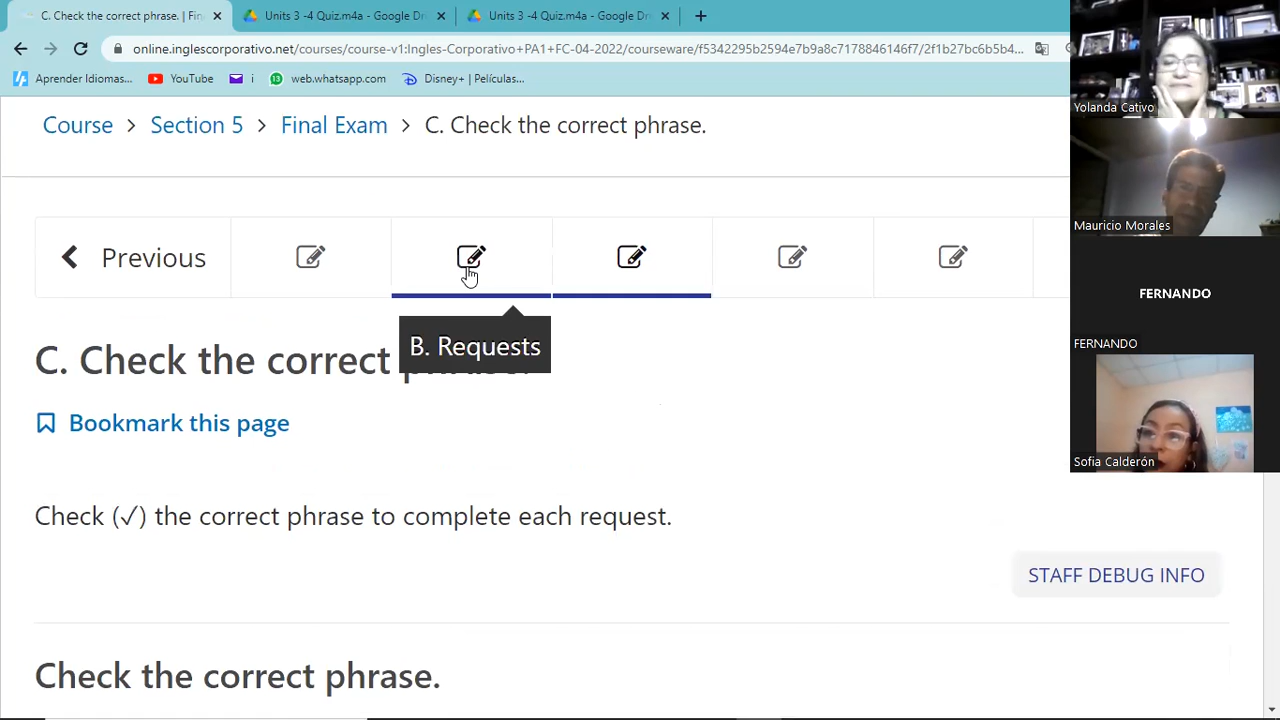 C. Check the correct phrase. | Fin
Units 3 -4 Quiz.m4a - Google Dr
Units 3 -4 Quiz.m4a - Google Dri
online.inglescorporativo.net/courses/course-v1:Ingles-Corporativo+PA1+FC-04-2022/courseware/f5342295b2594e7b9a8c7178846146f7/2f1b27bc6b5b4...
Aprender Idiomas...
YouTube
i
web.whatsapp.com
Disney+ | Películas,...
Course > Section 5 > Final Exam > C. Check the correct phrase.
Previous
B. Requests
C. Check the correct
Bookmark this page
Check (✓) the correct phrase to complete each request.
STAFF DEBUG INFO
Check the correct phrase.
Yolanda Cativo
Mauricio Morales
FERNANDO
FERNANDO
Sofia Calderón